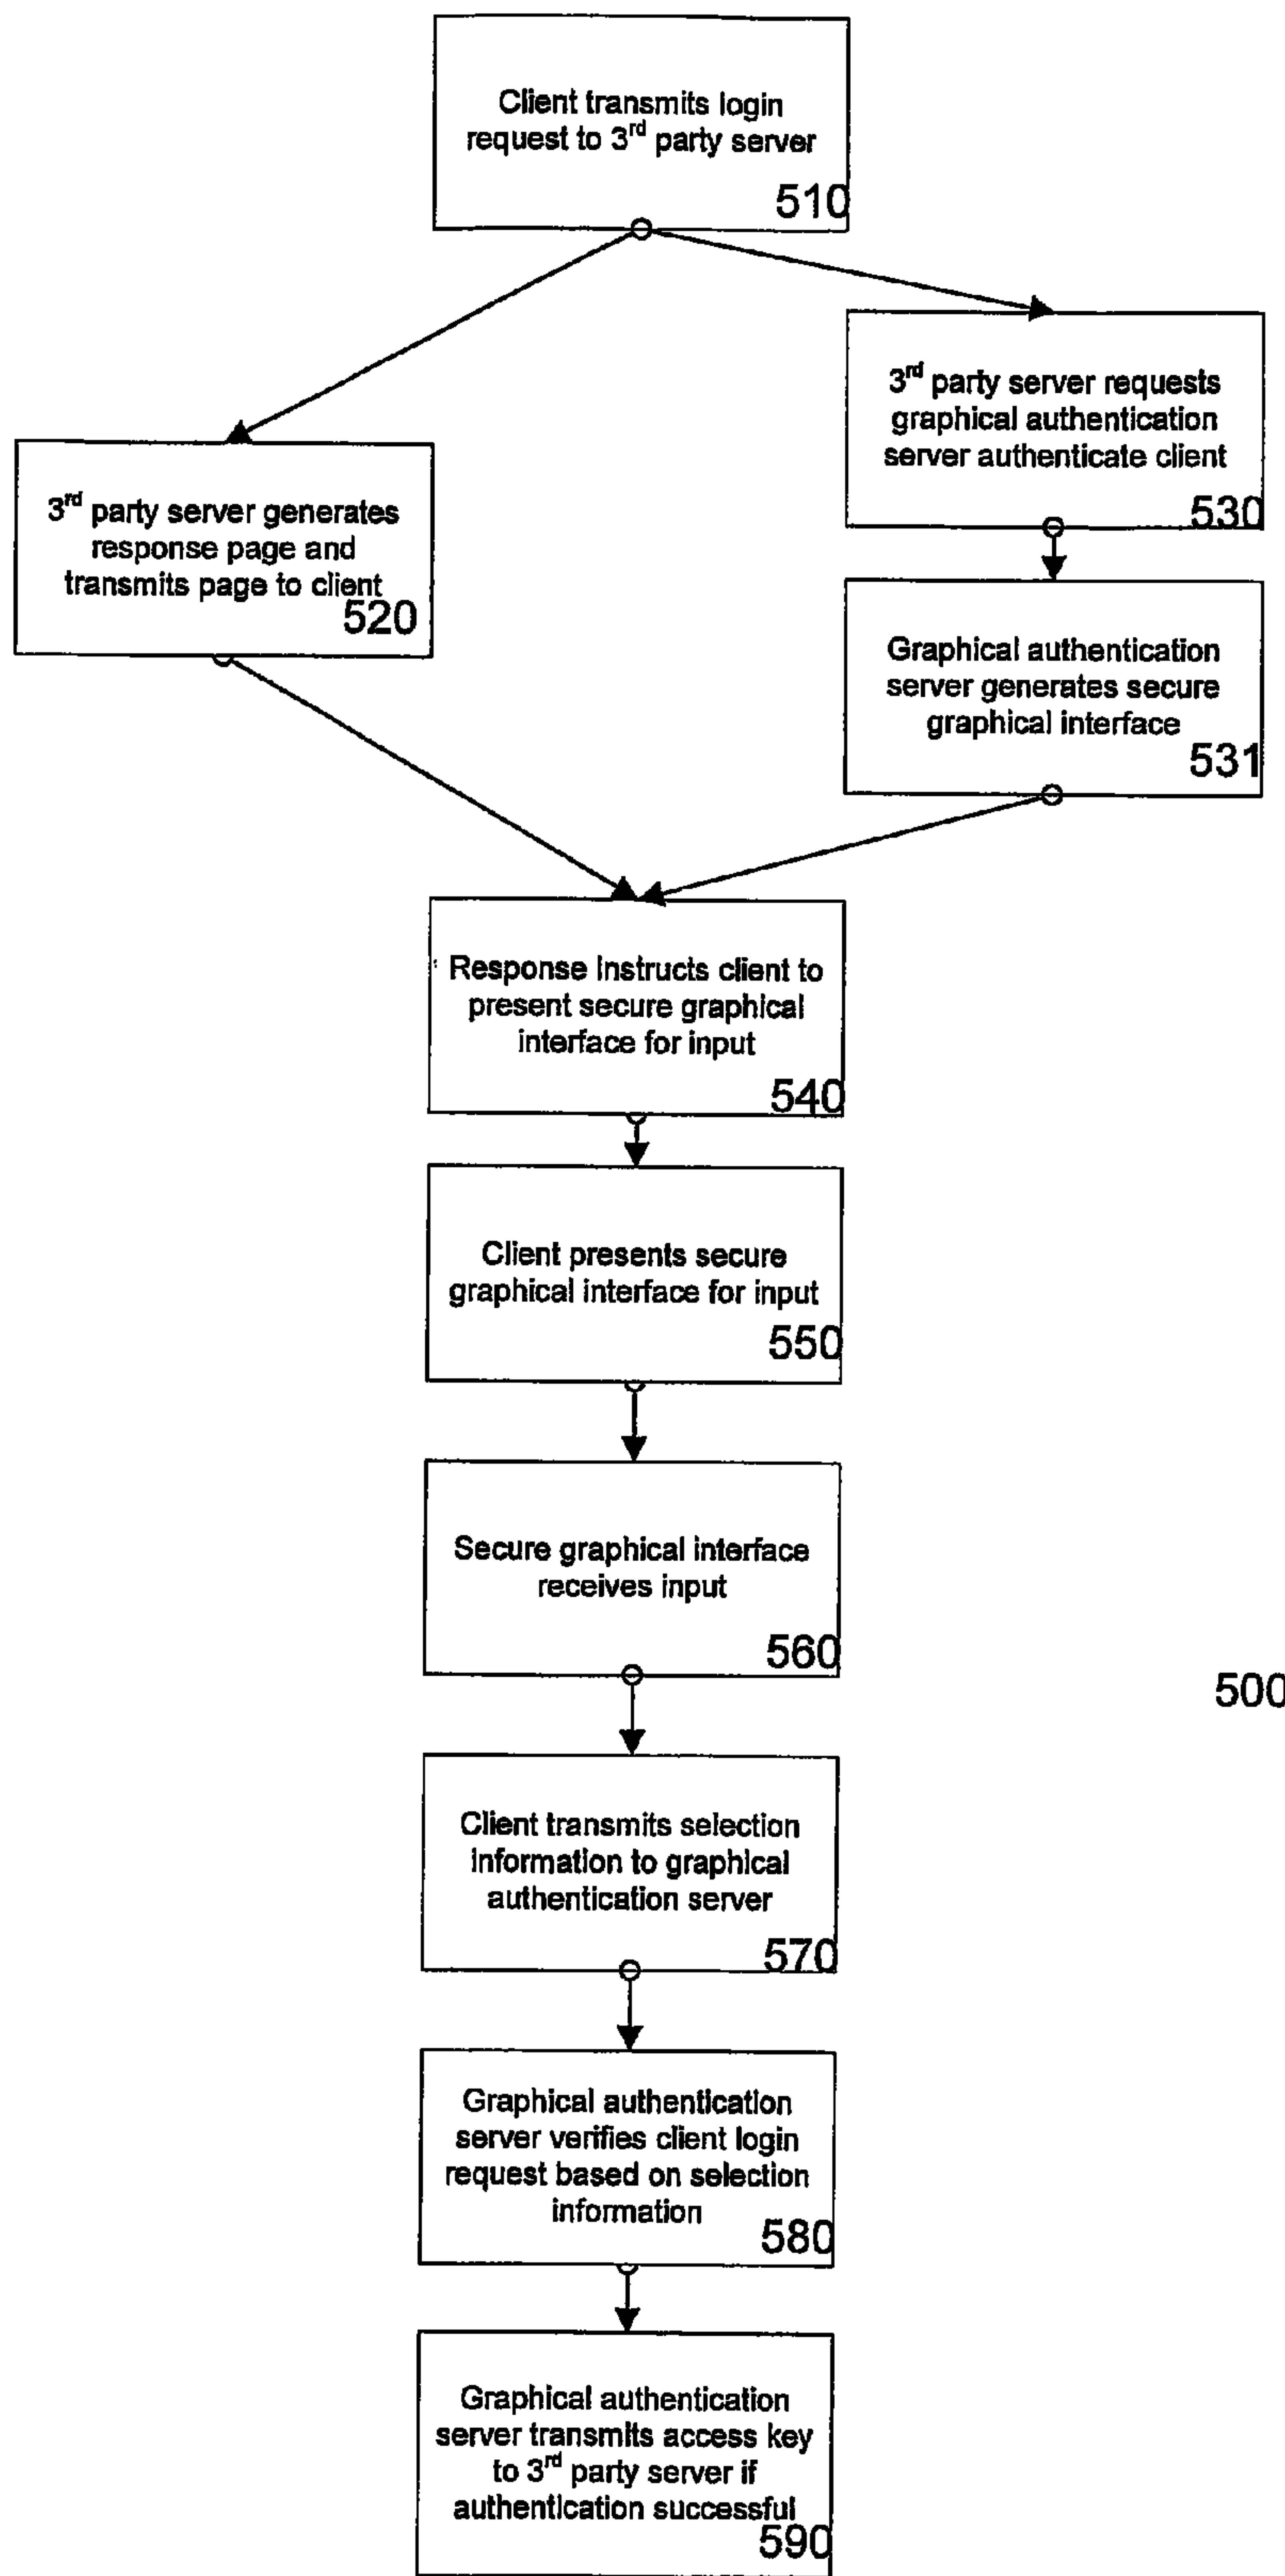 Client transmits login
request to 3rd party server
510
3rd party server requests
graphical authentication
server authenticate client
530
3rd party server generates
response page and
transmits page to client
520
Graphical authentication
server generates secure
graphical interface
531
Response instructs client to
present secure graphical
interface for input
540
Client presents secure
graphical interface for input
550
Secure graphical interface
receives input
560
500
Client transmits selection
information to graphical
authentication server
570
Graphical authentication
server verifies client login
request based on selection
information
580
Graphical authentication
server transmits access key
to 3rd party server if
authentication successful
590